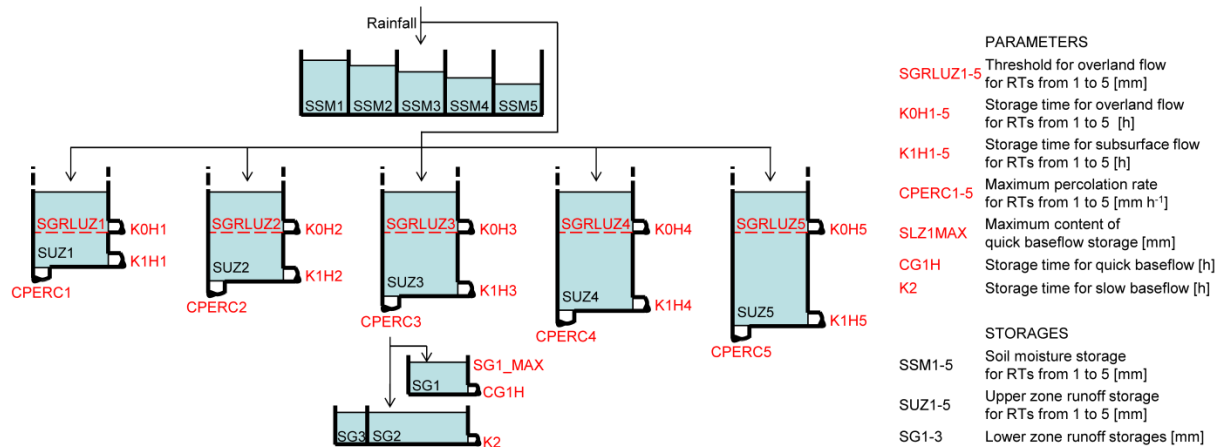 Rainfall
SSM1 SSM2 SSM3 SSM4 SSM5
SGRLUZ1 K0H1
SUZ1
K1H1
CPERC1
SGRLUZ2 K0H2
SUZ2
K1H2
CPERC2
SGRLUZ3 K0H3
SUZ3
K1H3
CPERC3
SGRLUZ4 K0H4
SUZ4
K1H4
CPERC4
SGRLUZ5 K0H5
SUZ5
K1H5
CPERC5
SG1_MAX
SG1
CG1H
SG3 SG2
K2
PARAMETERS
SGRLUZ1-5 Threshold for overland flow
for RTs from 1 to 5 [mm]
K0H1-5 Storage time for overland flow
for RTs from 1 to 5 [h]
K1H1-5 Storage time for subsurface flow
for RTs from 1 to 5 [h]
CPERC1-5 Maximum percolation rate
for RTs from 1 to 5 [mm h-1]
SLZ1MAX Maximum content of
quick baseflow storage [mm]
CG1H Storage time for quick baseflow [h]
K2 Storage time for slow baseflow [h]
STORAGES
SSM1-5 Soil moisture storage
for RTs from 1 to 5 [mm]
SUZ1-5 Upper zone runoff storage
for RTs from 1 to 5 [mm]
SG1-3 Lower zone runoff storages [mm]